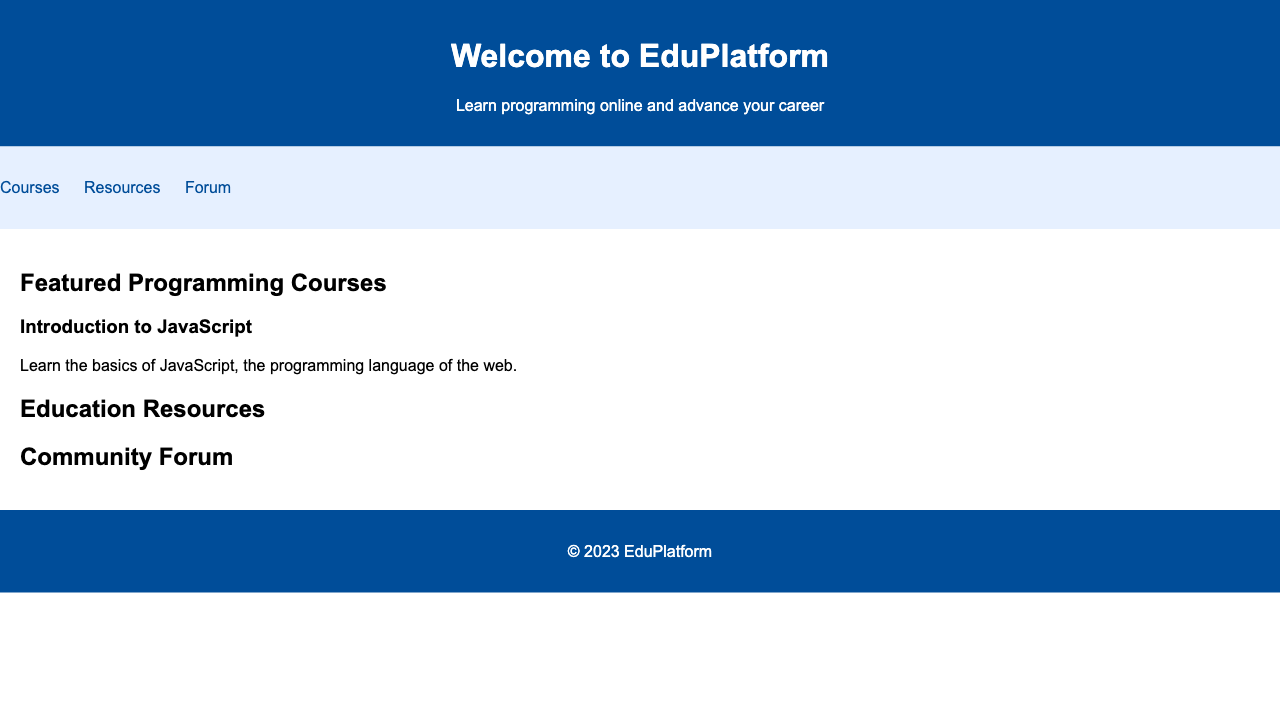 Welcome to EduPlatform
Learn programming online and advance your career
Courses Resources Forum
Featured Programming Courses
Introduction to JavaScript
Learn the basics of JavaScript, the programming language of the web.
Education Resources
Community Forum
© 2023 EduPlatform